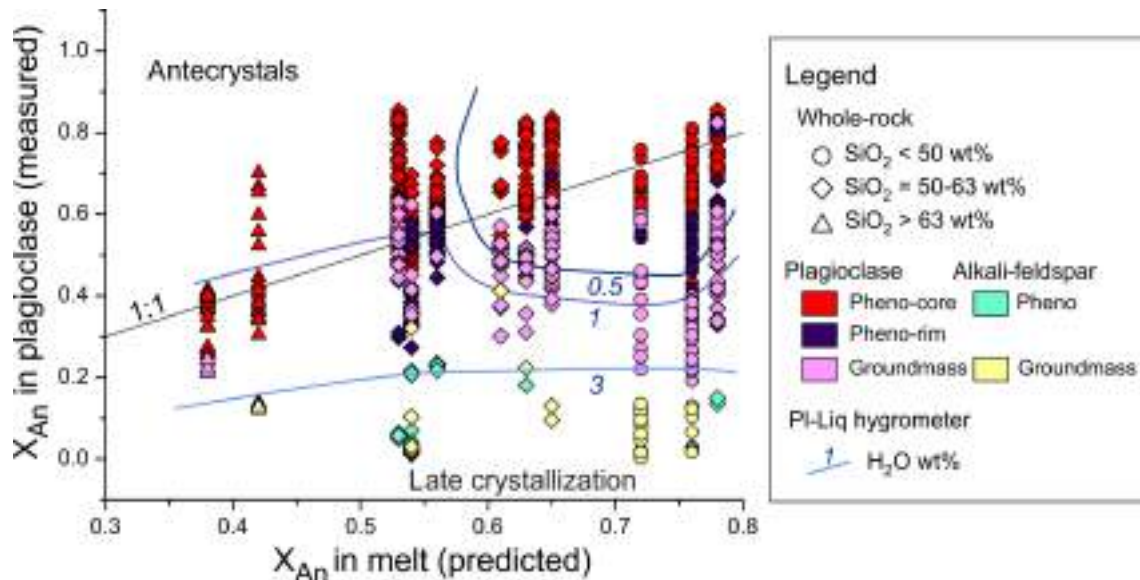 X_An in plagioclase (measured)
1.0
0.8
0.6
0.4
0.2
0.0
Antecrystals
1:1
0.5
1
3
Late crystallization
0.3
0.4
0.5
0.6
0.7
0.8
X_An in melt (predicted)
Legend
Whole-rock
SiO₂ < 50 wt%
SiO₂ = 50-63 wt%
SiO₂ > 63 wt%
Plagioclase
Alkali-feldspar
Pheno-core
Pheno
Pheno-rim
Groundmass
Groundmass
Pl-Liq hygrometer
1 H₂O wt%